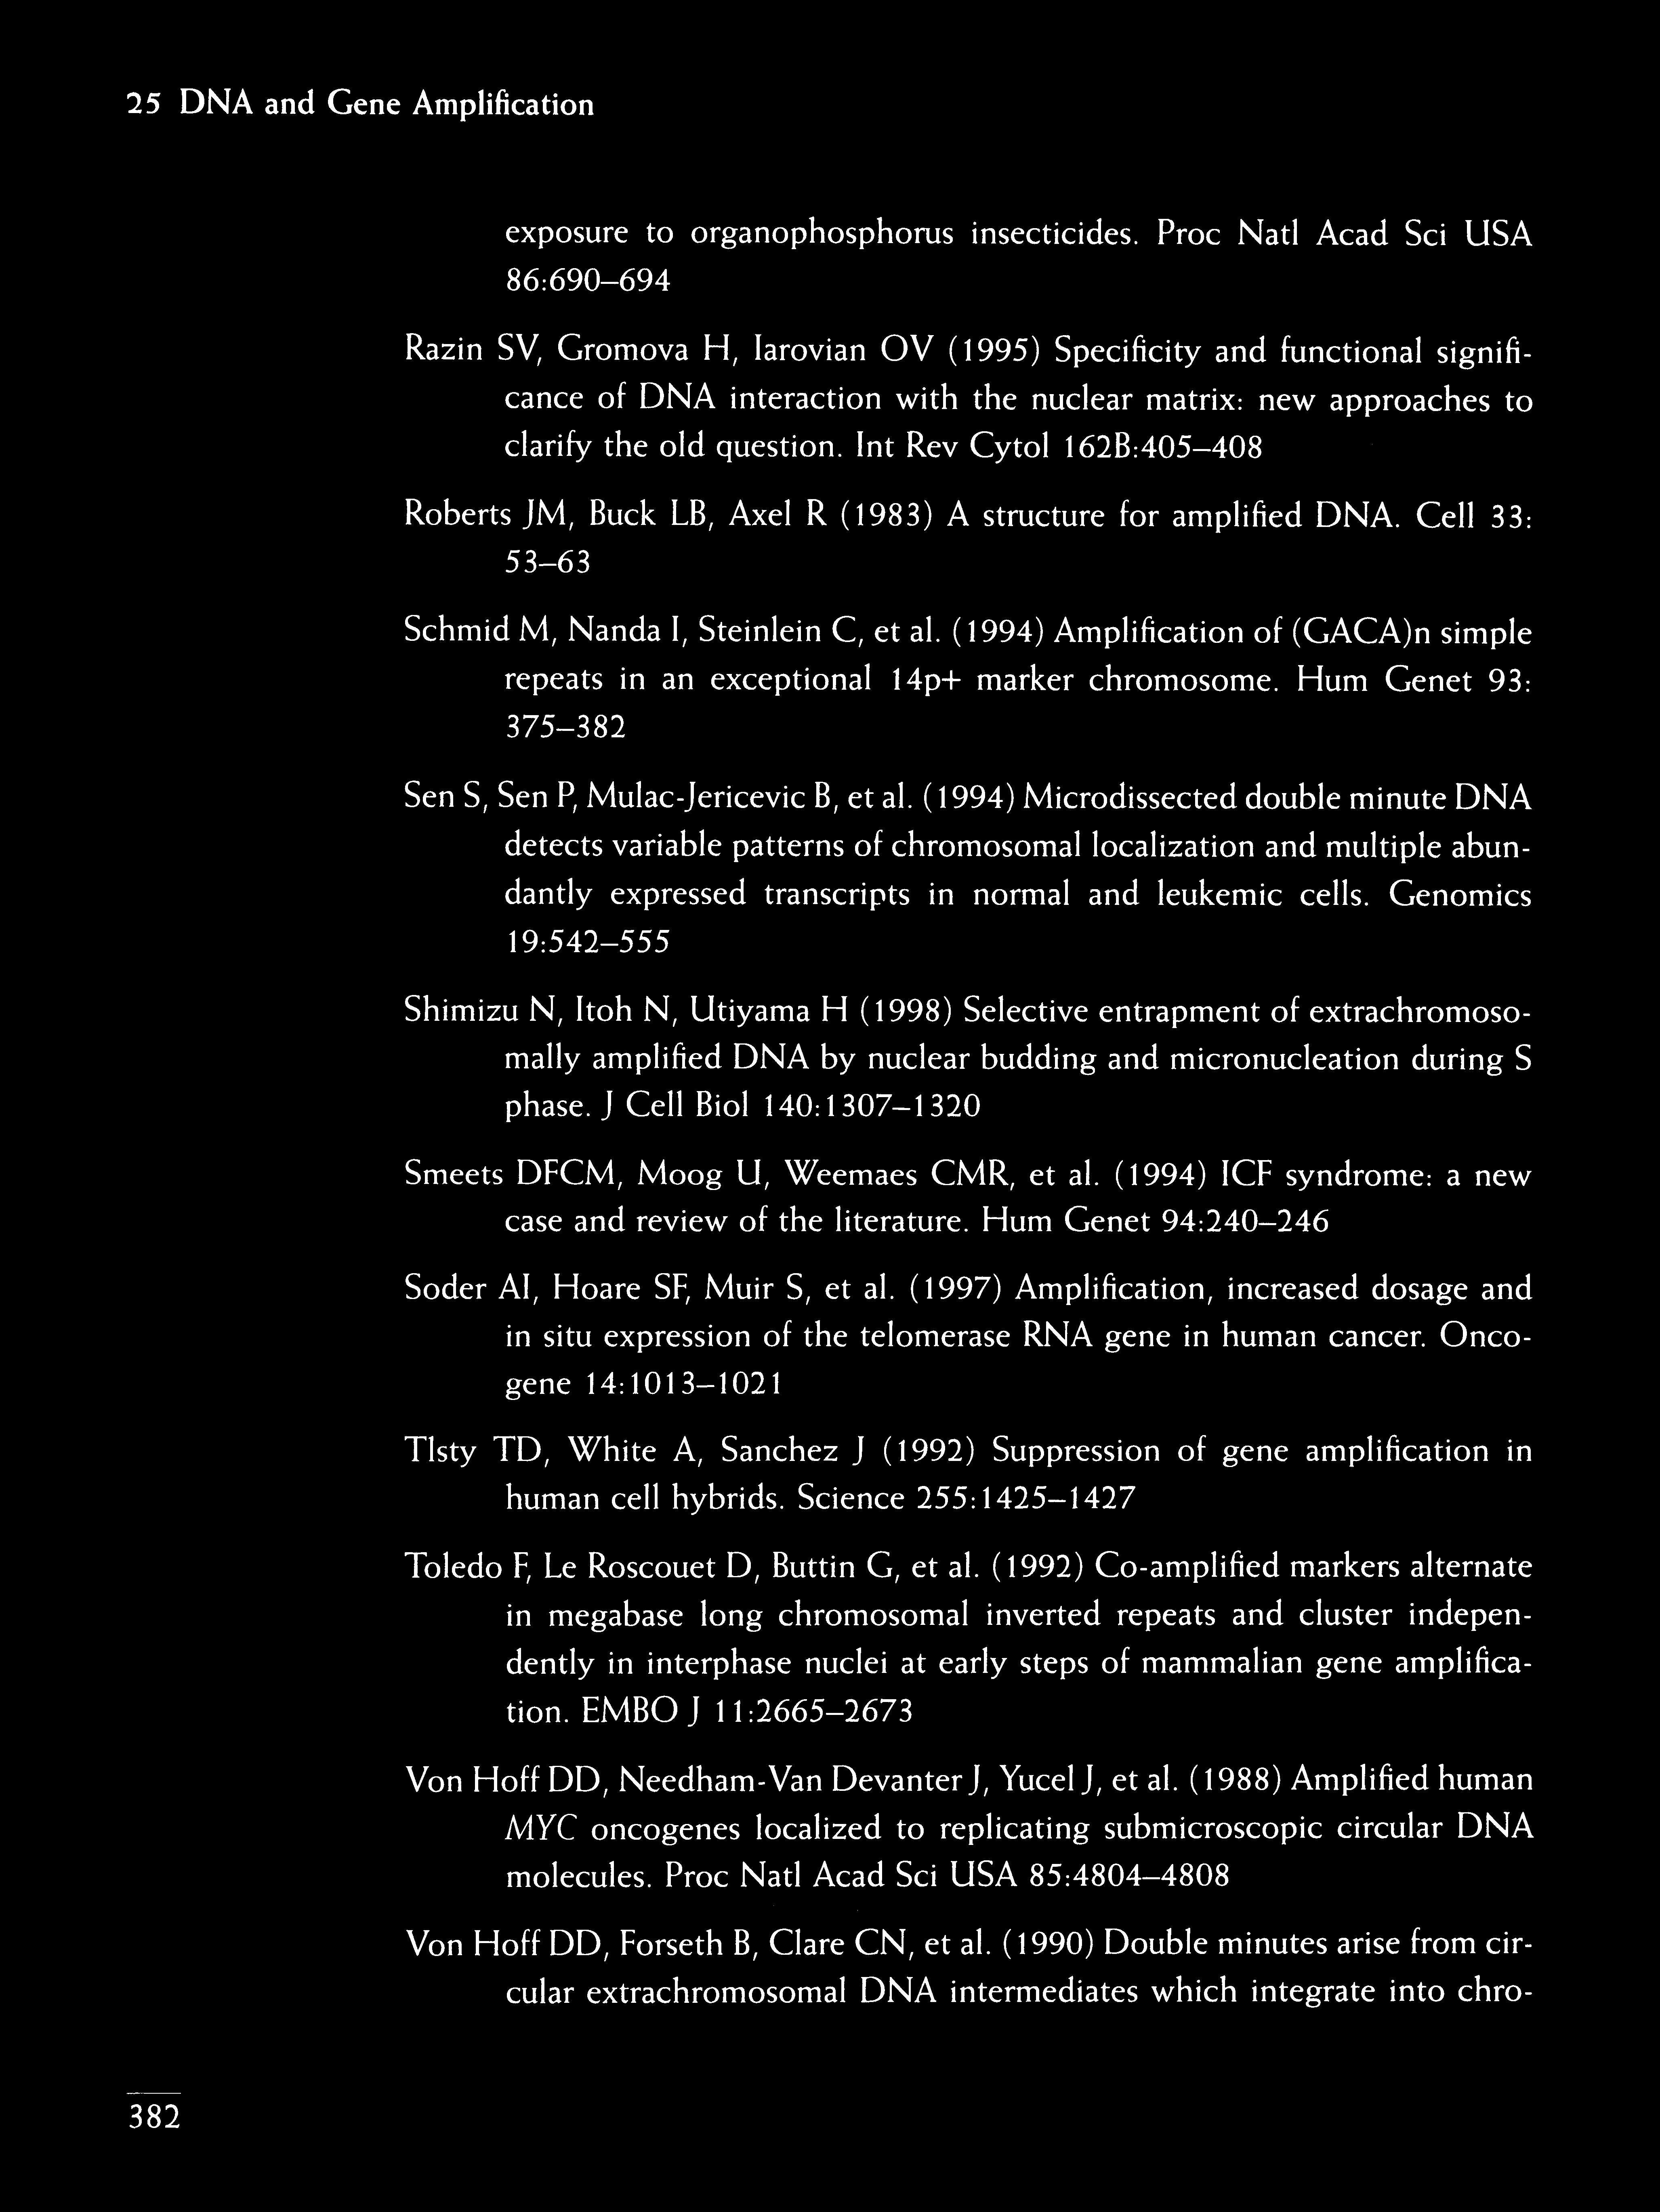 25 DNA and Gene Amplification
exposure to organophosphorus insecticides. Proc Natl Acad Sci USA
86:690–694
Razin SV, Gromova H, Iarovian OV (1995) Specificity and functional signifi-
cance of DNA interaction with the nuclear matrix: new approaches to
clarify the old question. Int Rev Cytol 162B:405–408
Roberts JM, Buck LB, Axel R (1983) A structure for amplified DNA. Cell 33:
53–63
Schmid M, Nanda I, Steinlein C, et al. (1994) Amplification of (GACA)n simple
repeats in an exceptional 14p+ marker chromosome. Hum Genet 93:
375–382
Sen S, Sen P, Mulac-Jericevic B, et al. (1994) Microdissected double minute DNA
detects variable patterns of chromosomal localization and multiple abun-
dantly expressed transcripts in normal and leukemic cells. Genomics
19:542–555
Shimizu N, Itoh N, Utiyama H (1998) Selective entrapment of extrachromoso-
mally amplified DNA by nuclear budding and micronucleation during S
phase. J Cell Biol 140:1307–1320
Smeets DFCM, Moog U, Weemaes CMR, et al. (1994) ICF syndrome: a new
case and review of the literature. Hum Genet 94:240–246
Soder AI, Hoare SF, Muir S, et al. (1997) Amplification, increased dosage and
in situ expression of the telomerase RNA gene in human cancer. Onco-
gene 14:1013–1021
Tlsty TD, White A, Sanchez J (1992) Suppression of gene amplification in
human cell hybrids. Science 255:1425–1427
Toledo F, Le Roscouet D, Buttin G, et al. (1992) Co-amplified markers alternate
in megabase long chromosomal inverted repeats and cluster indepen-
dently in interphase nuclei at early steps of mammalian gene amplifica-
tion. EMBO J 11:2665–2673
Von Hoff DD, Needham-Van Devanter J, Yucel J, et al. (1988) Amplified human
MYC oncogenes localized to replicating submicroscopic circular DNA
molecules. Proc Natl Acad Sci USA 85:4804–4808
Von Hoff DD, Forseth B, Clare CN, et al. (1990) Double minutes arise from cir-
cular extrachromosomal DNA intermediates which integrate into chro-
382